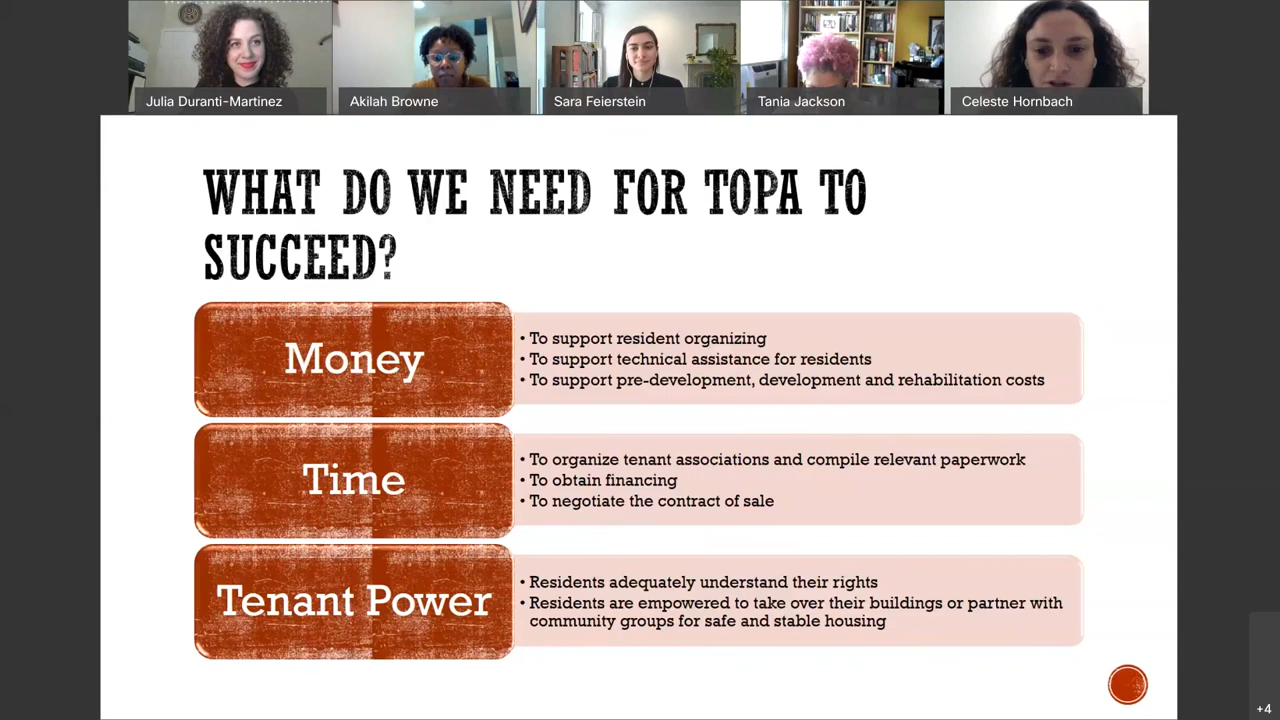 Julia Duranti-Martinez
Akilah Browne
Sara Feierstein
Tania Jackson
Celeste Hornbach
WHAT DO WE NEED FOR TOPA TO
SUCCEED?
Money
• To support resident organizing
• To support technical assistance for residents
• To support pre-development, development and rehabilitation costs
Time
• To organize tenant associations and compile relevant paperwork
• To obtain financing
• To negotiate the contract of sale
Tenant Power
• Residents adequately understand their rights
• Residents are empowered to take over their buildings or partner with
community groups for safe and stable housing
+4